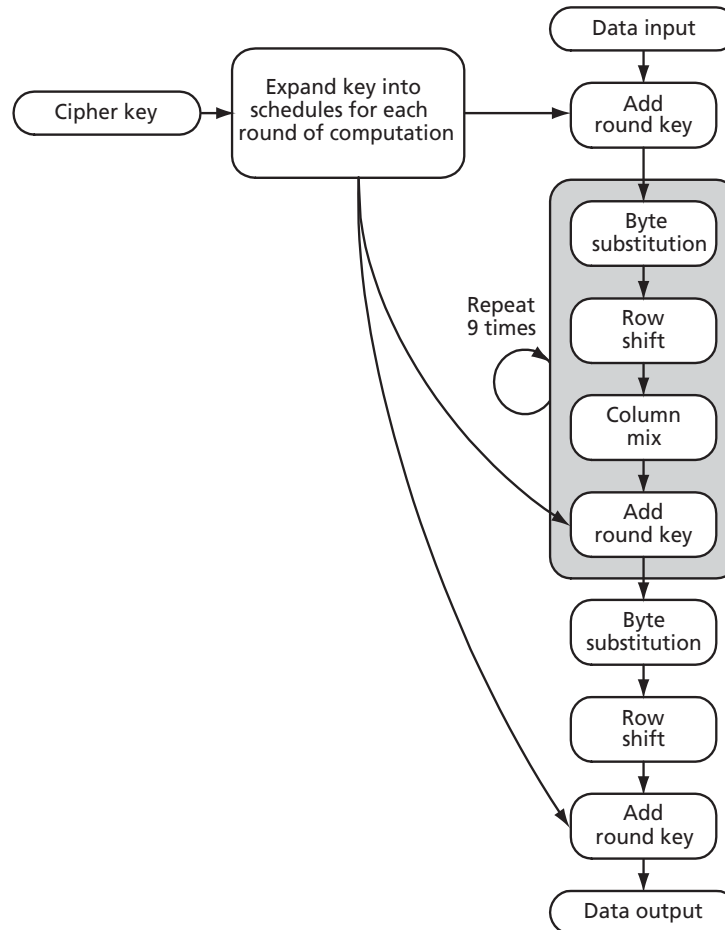 Data input
Cipher key
Expand key into
schedules for each
round of computation
Add
round key
Byte
substitution
Repeat
9 times
Row
shift
Column
mix
Add
round key
Byte
substitution
Row
shift
Add
round key
Data output